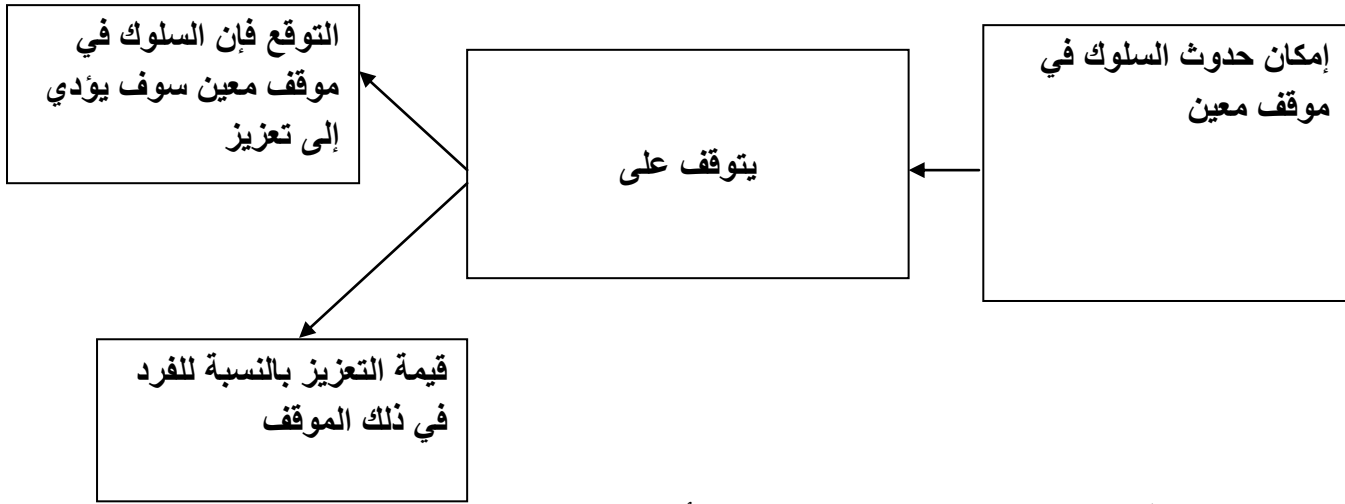 إمكان حدوث السلوك في
موقف معين
يتوقف على
التوقع فإن السلوك في
موقف معين سوف يؤدي
إلى تعزيز
قيمة التعزيز بالنسبة للفرد
في ذلك الموقف